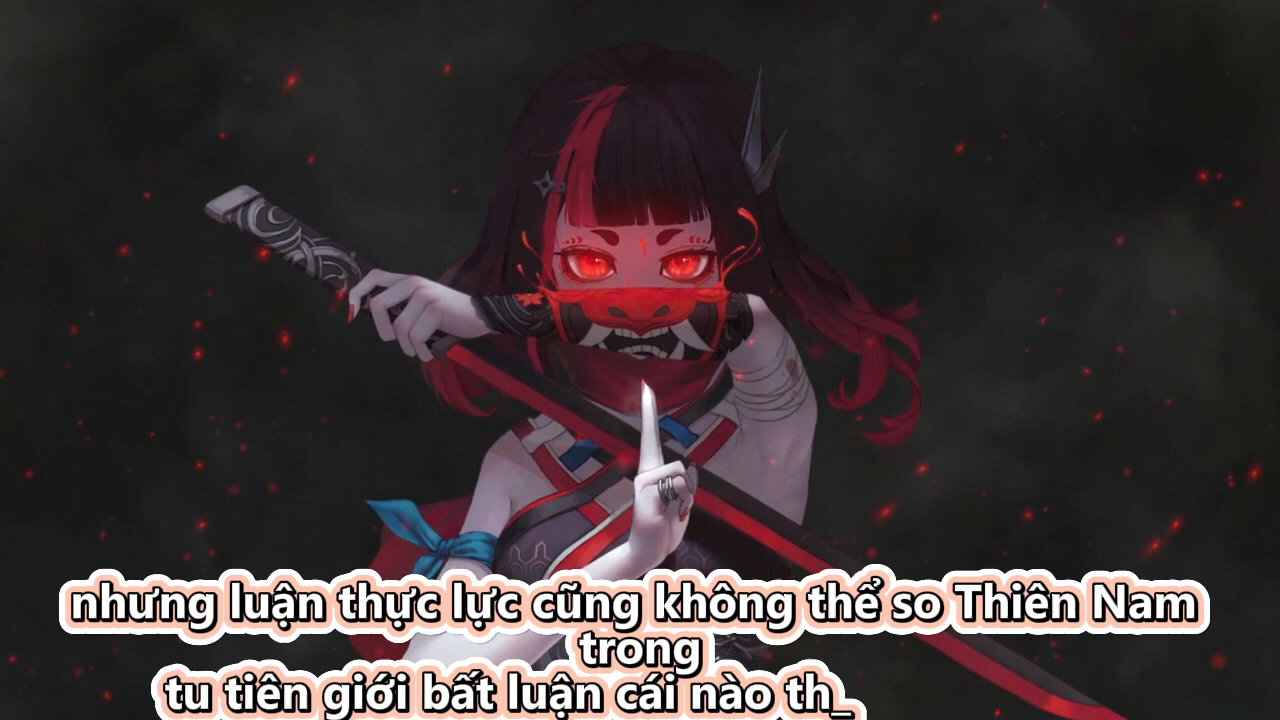 nhưng luận thực lực cũng không thể so Thiên Nam
trong
tu tiên giới bất luận cái nào th_